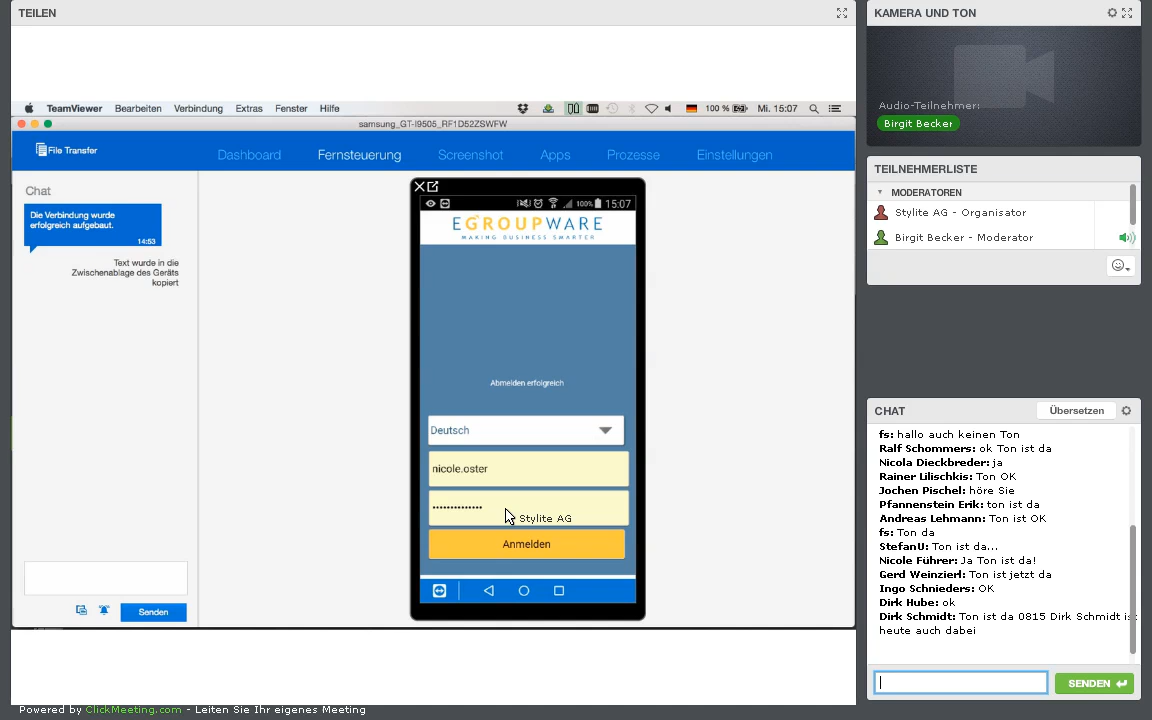 TEILEN
TeamViewer Bearbeiten Verbindung Extras Fenster Hilfe 100 % Mi. 15:07
samsung_GT-I9505_RF1D52ZSWFW
File Transfer Dashboard Fernsteuerung Screenshot Apps Prozesse Einstellungen
Chat
Die Verbindung wurde
erfolgreich aufgebaut.
14:53
Text wurde in die
Zwischenablage des Geräts
kopiert
Senden
100% 15:07
EGROUPWARE
MAKING BUSINESS SMARTER
Abmelden erfolgreich
Deutsch
nicole.oster
••••••••••••••
Stylite AG
Anmelden
KAMERA UND TON
Audio-Teilnehmer:
Birgit Becker
TEILNEHMERLISTE
MODERATOREN
Stylite AG - Organisator
Birgit Becker - Moderator
CHAT Übersetzen
fs: hallo auch keinen Ton
Ralf Schommers: ok Ton ist da
Nicola Dieckbreder: ja
Rainer Lilischkis: Ton OK
Jochen Pischel: höre Sie
Pfannenstein Erik: ton ist da
Andreas Lehmann: Ton ist OK
fs: Ton da
StefanU: Ton ist da...
Nicole Führer: Ja Ton ist da!
Gerd Weinzierl: Ton ist jetzt da
Ingo Schnieders: OK
Dirk Hube: ok
Dirk Schmidt: Ton ist da 0815 Dirk Schmidt ist
heute auch dabei
SENDEN
Powered by ClickMeeting.com - Leiten Sie Ihr eigenes Meeting